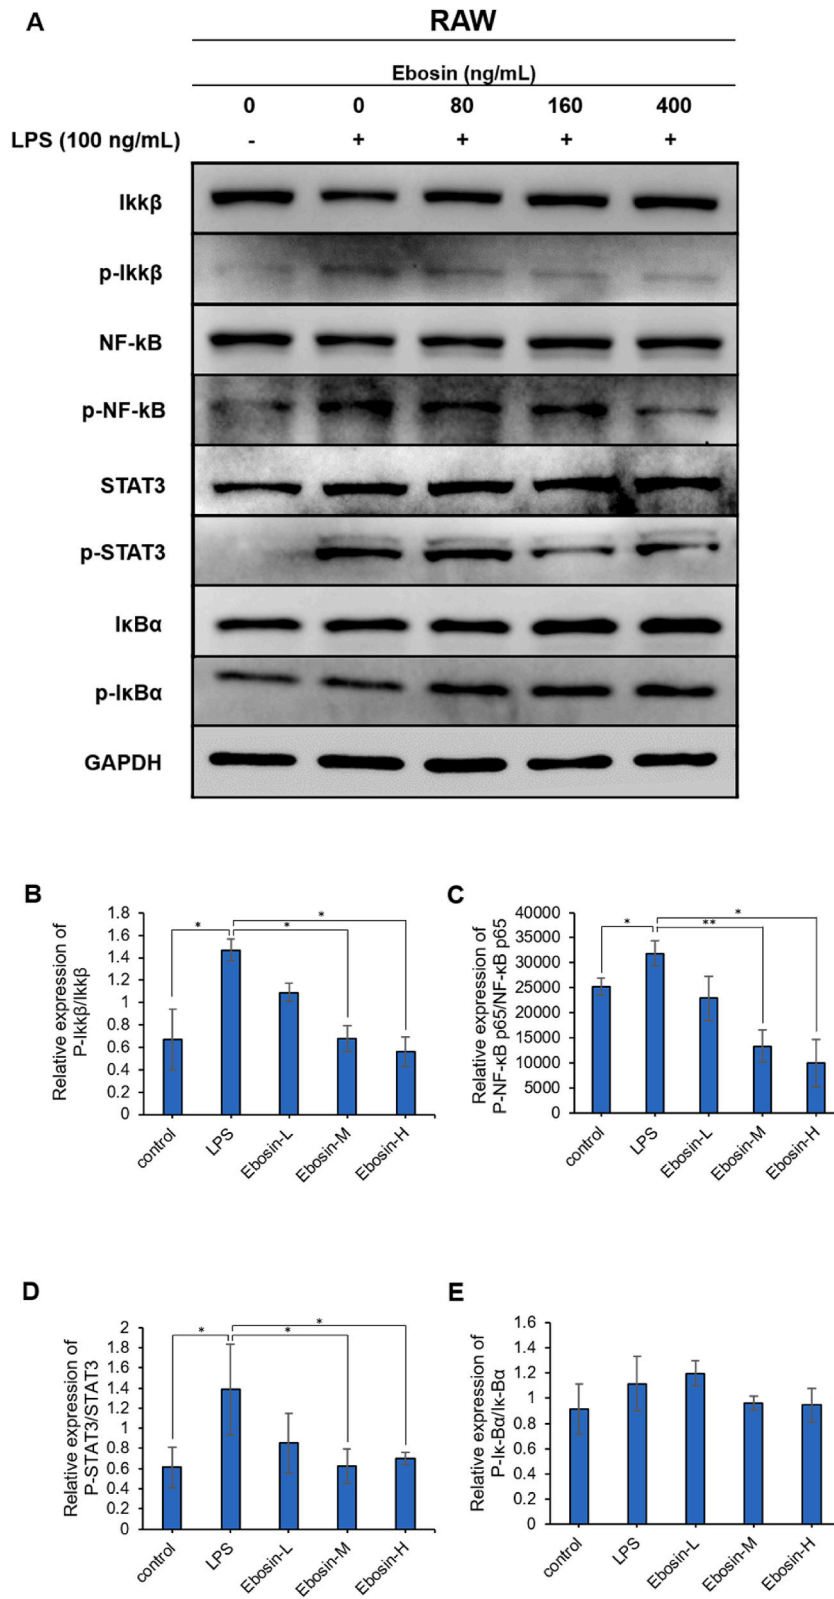 A
RAW
Ebosin (ng/mL)
0 0 80 160 400
LPS (100 ng/mL) - + + + +
Ikkβ
p-Ikkβ
NF-kB
p-NF-kB
STAT3
p-STAT3
IκBα
p-IκBα
GAPDH
B
Relative expression of
P-Ikkβ/Ikkβ
1.8
1.6
1.4
1.2
1
0.8
0.6
0.4
0.2
0
* * *
control LPS Ebosin-L Ebosin-M Ebosin-H
C
Relative expression of
P-NF-κB p65/NF-κB p65
40000
35000
30000
25000
20000
15000
10000
5000
0
* ** *
control LPS Ebosin-L Ebosin-M Ebosin-H
D
Relative expression of
P-STAT3/STAT3
2
1.8
1.6
1.4
1.2
1
0.8
0.6
0.4
0.2
0
* * *
control LPS Ebosin-L Ebosin-M Ebosin-H
E
Relative expression of
P-Iκ-Bα/Iκ-Bα
1.6
1.4
1.2
1
0.8
0.6
0.4
0.2
0
control LPS Ebosin-L Ebosin-M Ebosin-H